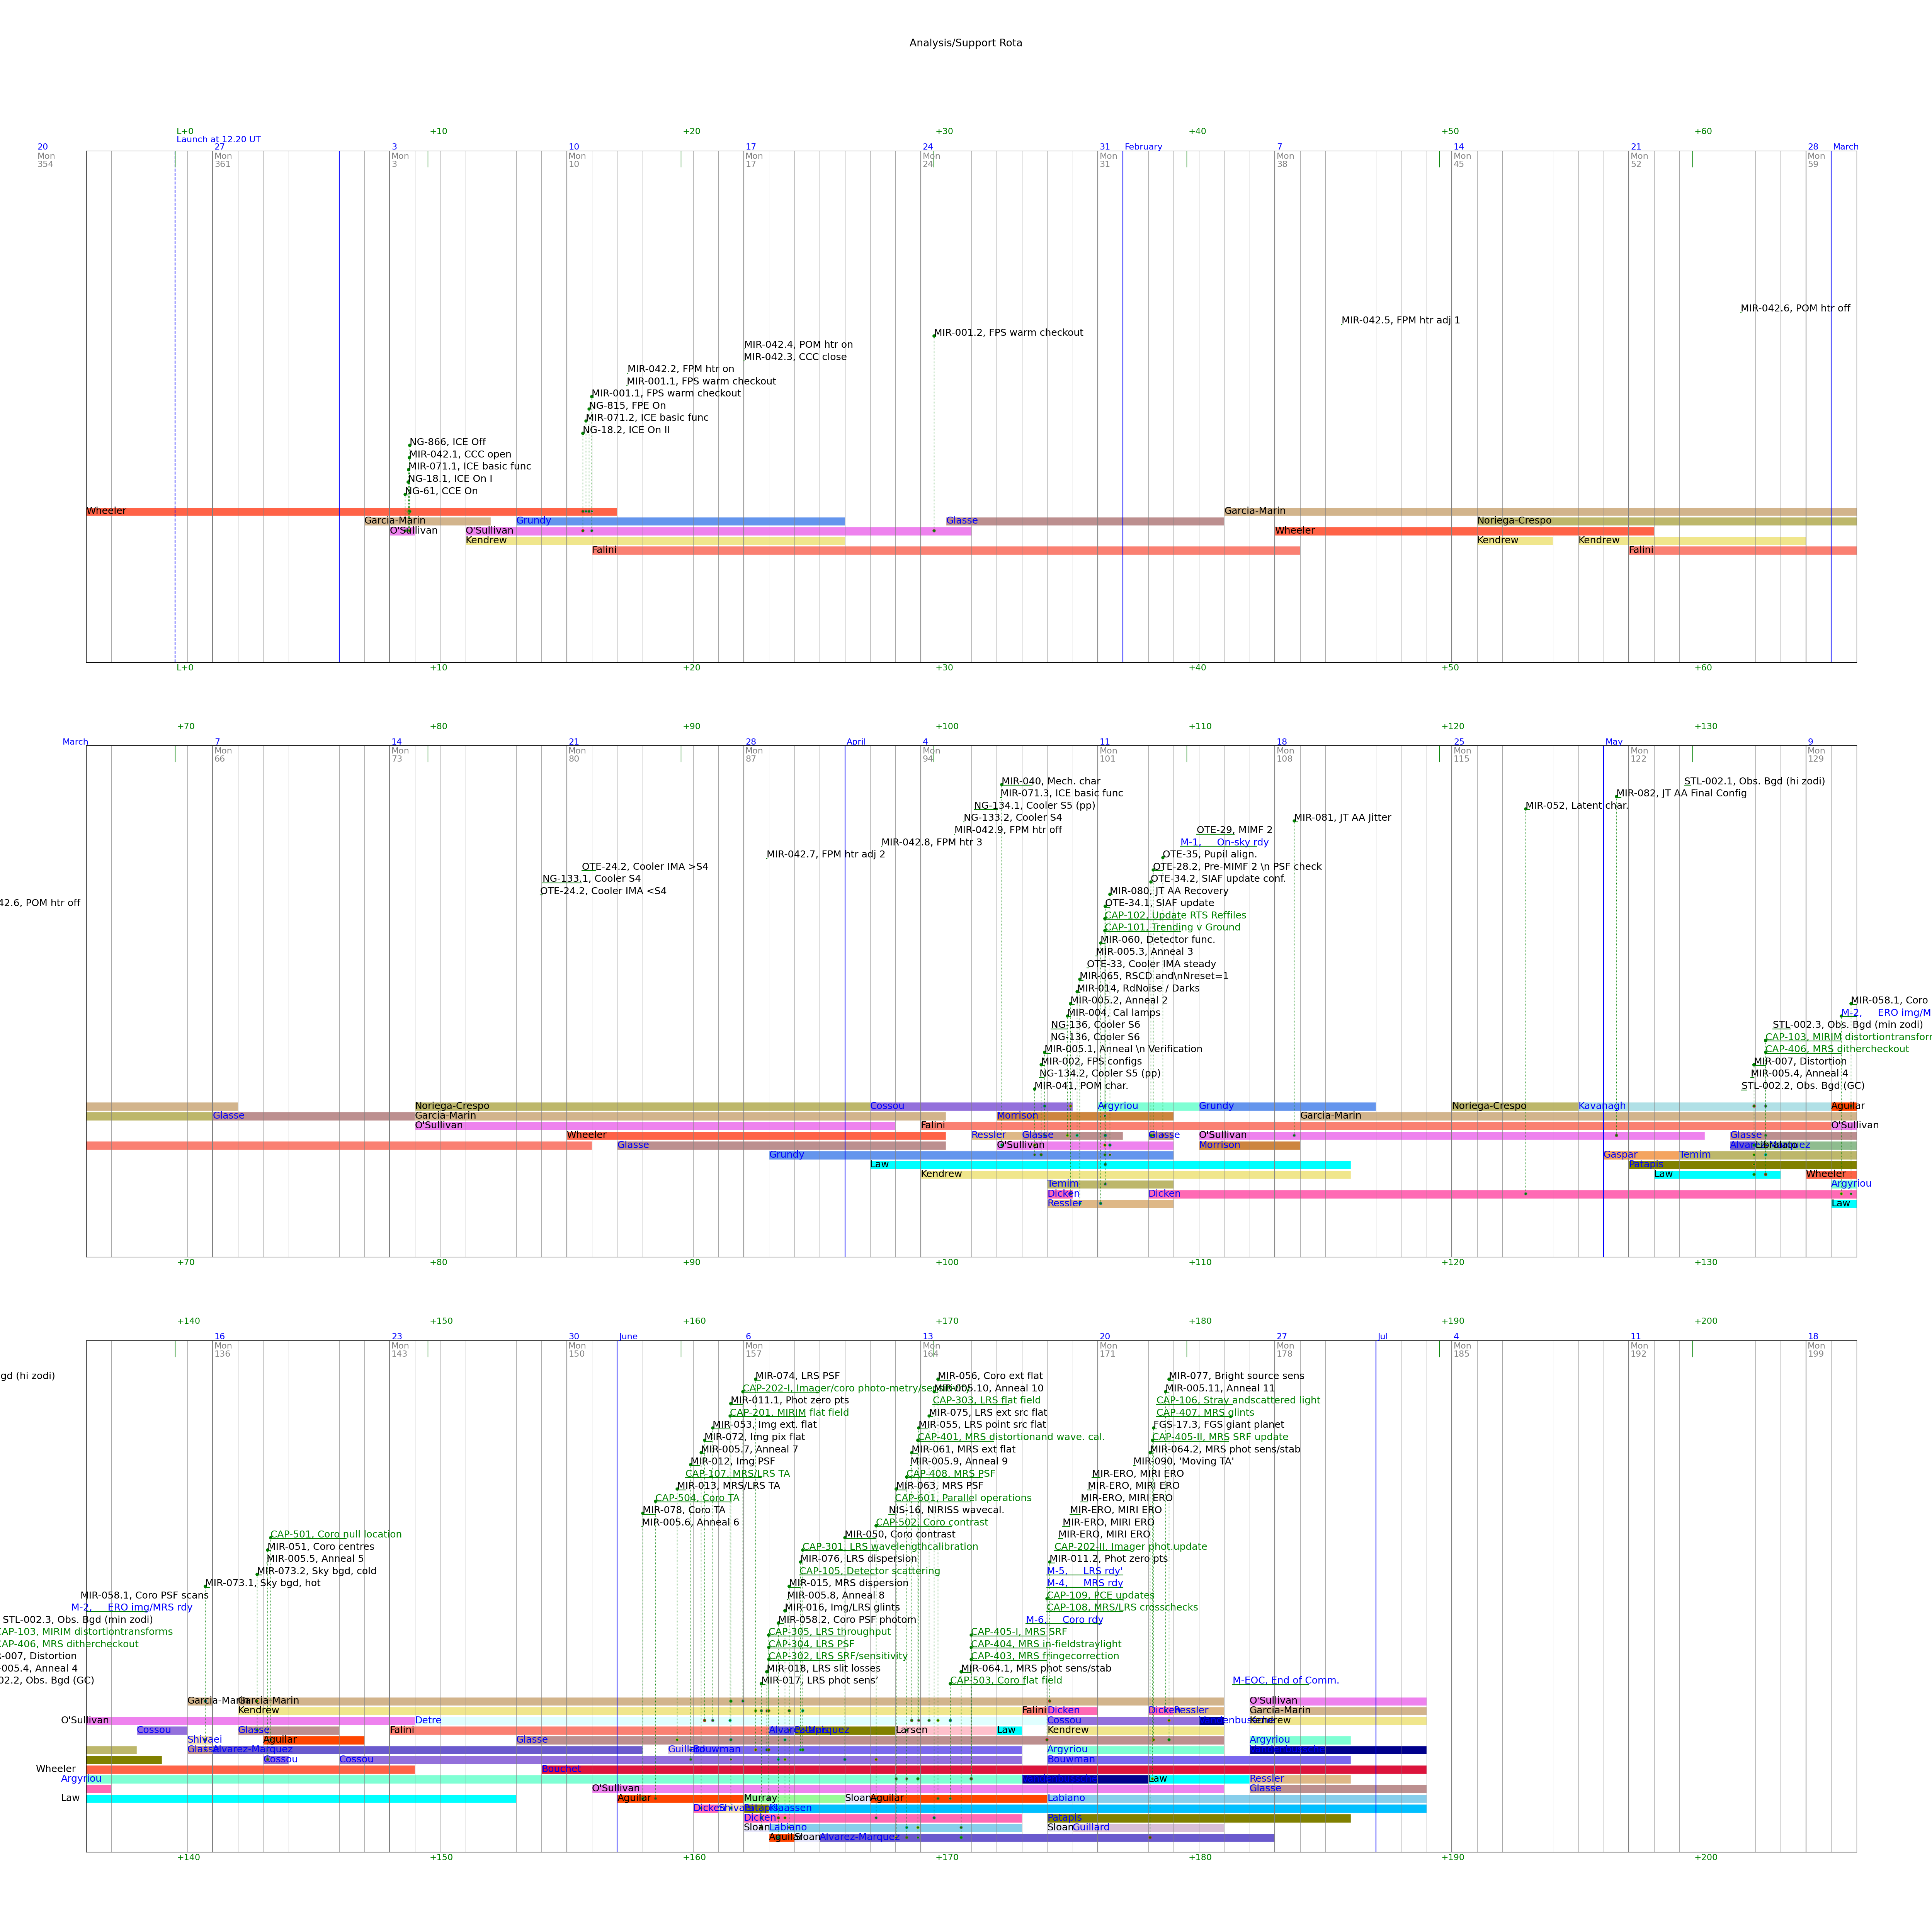 Analysis/Support Rota
L+0 +10 +20 +30 +40 +50 +60
Launch at 12.20 UT
20 27 3 10 17 24 31 February 7 14 21 28 March
Mon Mon Mon Mon Mon Mon Mon Mon Mon Mon Mon
354 361 3 10 17 24 31 38 45 52 59
MIR-042.6, POM htr off
MIR-042.5, FPM htr adj 1
MIR-001.2, FPS warm checkout
MIR-042.4, POM htr on
MIR-042.3, CCC close
MIR-042.2, FPM htr on
MIR-001.1, FPS warm checkout
MIR-001.1, FPS warm checkout
NG-815, FPE On
MIR-071.2, ICE basic func
NG-18.2, ICE On II
NG-866, ICE Off
MIR-042.1, CCC open
MIR-071.1, ICE basic func
NG-18.1, ICE On I
NG-61, CCE On
Wheeler Garcia-Marin
Garcia-Marin Grundy Glasse Noriega-Crespo
O'Sullivan O'Sullivan Wheeler
Kendrew Kendrew Kendrew
Falini Falini
L+0 +10 +20 +30 +40 +50 +60
+70 +80 +90 +100 +110 +120 +130
March 7 14 21 28 April 4 11 18 25 May 9
Mon Mon Mon Mon Mon Mon Mon Mon Mon Mon
66 73 80 87 94 101 108 115 122 129
MIR-040, Mech. char STL-002.1, Obs. Bgd (hi zodi)
MIR-071.3, ICE basic func MIR-082, JT AA Final Config
NG-134.1, Cooler S5 (pp) MIR-052, Latent char.
NG-133.2, Cooler S4 MIR-081, JT AA Jitter
MIR-042.9, FPM htr off OTE-29, MIMF 2
MIR-042.8, FPM htr 3 M-1, On-sky rdy
MIR-042.7, FPM htr adj 2 OTE-35, Pupil align.
OTE-24.2, Cooler IMA >S4 OTE-28.2, Pre-MIMF 2 \n PSF check
NG-133.1, Cooler S4 OTE-34.2, SIAF update conf.
OTE-24.2, Cooler IMA <S4 MIR-080, JT AA Recovery
42.6, POM htr off OTE-34.1, SIAF update
CAP-102, Update RTS Reffiles
CAP-101, Trending v Ground
MIR-060, Detector func.
MIR-005.3, Anneal 3
OTE-33, Cooler IMA steady
MIR-065, RSCD and\nNreset=1
MIR-014, RdNoise / Darks
MIR-005.2, Anneal 2 MIR-058.1, Coro
MIR-004, Cal lamps M-2, ERO img/M
NG-136, Cooler S6 STL-002.3, Obs. Bgd (min zodi)
NG-136, Cooler S6 CAP-103, MIRIM distortiontransfor
MIR-005.1, Anneal \n Verification CAP-406, MRS dithercheckout
MIR-002, FPS configs MIR-007, Distortion
NG-134.2, Cooler S5 (pp) MIR-005.4, Anneal 4
MIR-041, POM char. STL-002.2, Obs. Bgd (GC)
Noriega-Crespo Cossou Argyriou Grundy Noriega-Crespo Kavanagh Aguilar
Glasse Garcia-Marin Morrison Garcia-Marin
O'Sullivan Falini O'Sullivan
Wheeler Ressler Glasse Glasse O'Sullivan Glasse
Glasse O'Sullivan Morrison Alvarez-Marquez
Grundy Gaspar Temim
Law Patapis
Kendrew Law Wheeler
Temim Argyriou
Dicken Dicken
Ressler Law
+70 +80 +90 +100 +110 +120 +130
+140 +150 +160 +170 +180 +190 +200
16 23 30 June 6 13 20 27 Jul 4 11 18
Mon Mon Mon Mon Mon Mon Mon Mon Mon Mon
136 143 150 157 164 171 178 185 192 199
gd (hi zodi) MIR-074, LRS PSF MIR-056, Coro ext flat MIR-077, Bright source sens
CAP-202-I, Imager/coro photo-metry/sensitivity MIR-005.10, Anneal 10 MIR-005.11, Anneal 11
MIR-011.1, Phot zero pts CAP-303, LRS flat field CAP-106, Stray andscattered light
CAP-201, MIRIM flat field MIR-075, LRS ext src flat CAP-407, MRS glints
MIR-053, Img ext. flat MIR-055, LRS point src flat FGS-17.3, FGS giant planet
MIR-072, Img pix flat CAP-401, MRS distortionand wave. cal. CAP-405-II, MRS SRF update
MIR-005.7, Anneal 7 MIR-061, MRS ext flat MIR-064.2, MRS phot sens/stab
MIR-012, Img PSF MIR-005.9, Anneal 9 MIR-090, 'Moving TA'
CAP-107, MRS/LRS TA CAP-408, MRS PSF MIR-ERO, MIRI ERO
MIR-013, MRS/LRS TA MIR-063, MRS PSF MIR-ERO, MIRI ERO
CAP-504, Coro TA CAP-601, Parallel operations MIR-ERO, MIRI ERO
MIR-078, Coro TA NIS-16, NIRISS wavecal. MIR-ERO, MIRI ERO
MIR-005.6, Anneal 6 CAP-502, Coro contrast MIR-ERO, MIRI ERO
CAP-501, Coro null location MIR-050, Coro contrast MIR-ERO, MIRI ERO
MIR-051, Coro centres CAP-301, LRS wavelengthcalibration CAP-202-II, Imager phot.update
MIR-005.5, Anneal 5 MIR-076, LRS dispersion MIR-011.2, Phot zero pts
MIR-073.2, Sky bgd, cold CAP-105, Detector scattering M-5, LRS rdy'
MIR-073.1, Sky bgd, hot MIR-015, MRS dispersion M-4, MRS rdy
MIR-058.1, Coro PSF scans MIR-005.8, Anneal 8 CAP-109, PCE updates
M-2, ERO img/MRS rdy MIR-016, Img/LRS glints CAP-108, MRS/LRS crosschecks
STL-002.3, Obs. Bgd (min zodi) MIR-058.2, Coro PSF photom M-6, Coro rdy
CAP-103, MIRIM distortiontransforms CAP-305, LRS throughput CAP-405-I, MRS SRF
CAP-406, MRS dithercheckout CAP-304, LRS PSF CAP-404, MRS in-fieldstraylight
-007, Distortion CAP-302, LRS SRF/sensitivity CAP-403, MRS fringecorrection
005.4, Anneal 4 MIR-018, LRS slit losses MIR-064.1, MRS phot sens/stab
02.2, Obs. Bgd (GC) MIR-017, LRS phot sens’ CAP-503, Coro flat field M-EOC, End of Comm.
Garcia-Marin Garcia-Marin O'Sullivan
Kendrew Falini Dicken Dicken Ressler Garcia-Marin
O'Sullivan Detre Cossou Kendrew
Cossou Glasse Falini Alvarez-Marquez Larsen Law Kendrew
Shivaei Aguilar Glasse Argyriou
Glasse Alvarez-Marquez Guillard Bouwman Argyriou
Cossou Cossou Bouwman
Wheeler Bouchet
Argyriou Law Ressler
O'Sullivan Glasse
Law Aguilar Murray Sloan Aguilar Labiano
Dicken Shivaei Patapis Klaassen
Dicken Patapis
Sloan Labiano Sloan Guillard
Aguilar Sloan Alvarez-Marquez
+140 +150 +160 +170 +180 +190 +200